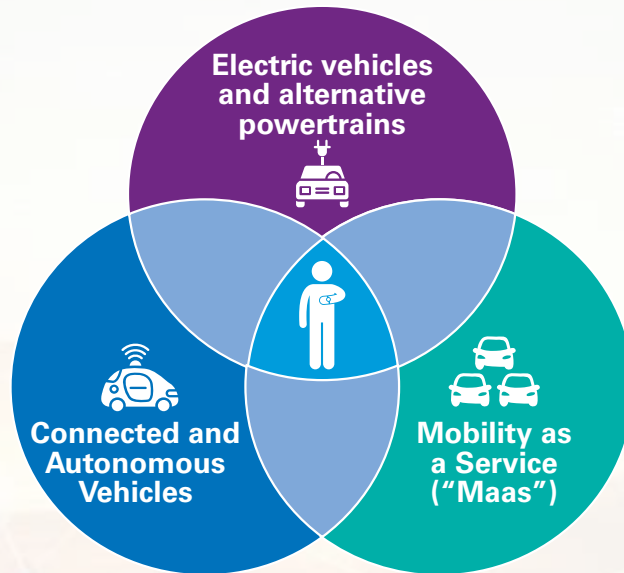 Electric vehicles
and alternative
powertrains
Connected and
Autonomous
Vehicles
Mobility as
a Service
(“Maas”)